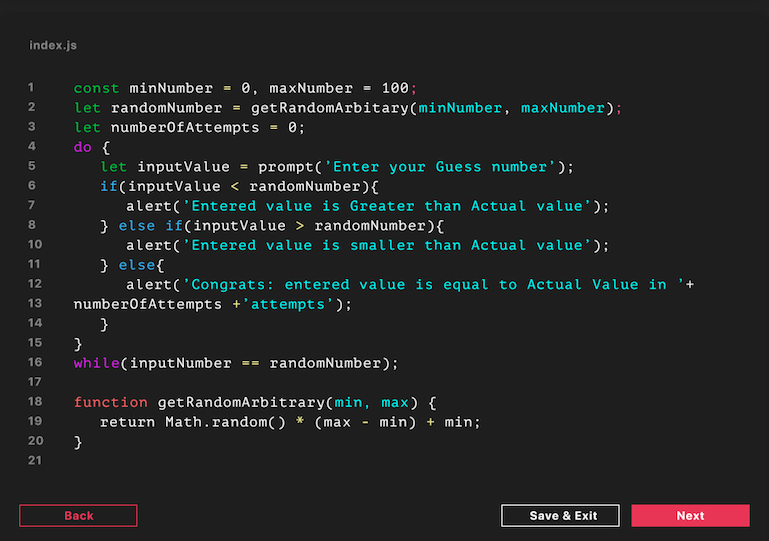 index.js
1 const minNumber = 0, maxNumber = 100;
2 let randomNumber = getRandomArbitary(minNumber, maxNumber);
3 let numberOfAttempts = 0;
4 do {
5 let inputValue = prompt('Enter your Guess number');
6 if(inputValue < randomNumber){
7 alert('Entered value is Greater than Actual value');
8 } else if(inputValue > randomNumber){
10 alert('Entered value is smaller than Actual value');
11 } else{
12 alert('Congrats: entered value is equal to Actual Value in '+
13 numberOfAttempts +'attempts');
14 }
15 }
16 while(inputNumber == randomNumber);
17
18 function getRandomArbitrary(min, max) {
19 return Math.random() * (max - min) + min;
20 }
21
Back Save & Exit Next